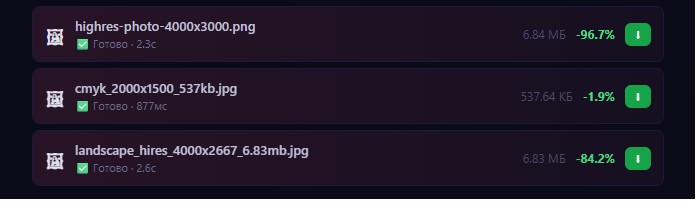 highres-photo-4000x3000.png
6.84 МБ -96.7%
✅ Готово · 2.3с
cmyk_2000x1500_537kb.jpg
537.64 КБ -1.9%
✅ Готово · 877мс
landscape_hires_4000x2667_6.83mb.jpg
6.83 МБ -84.2%
✅ Готово · 2.6с